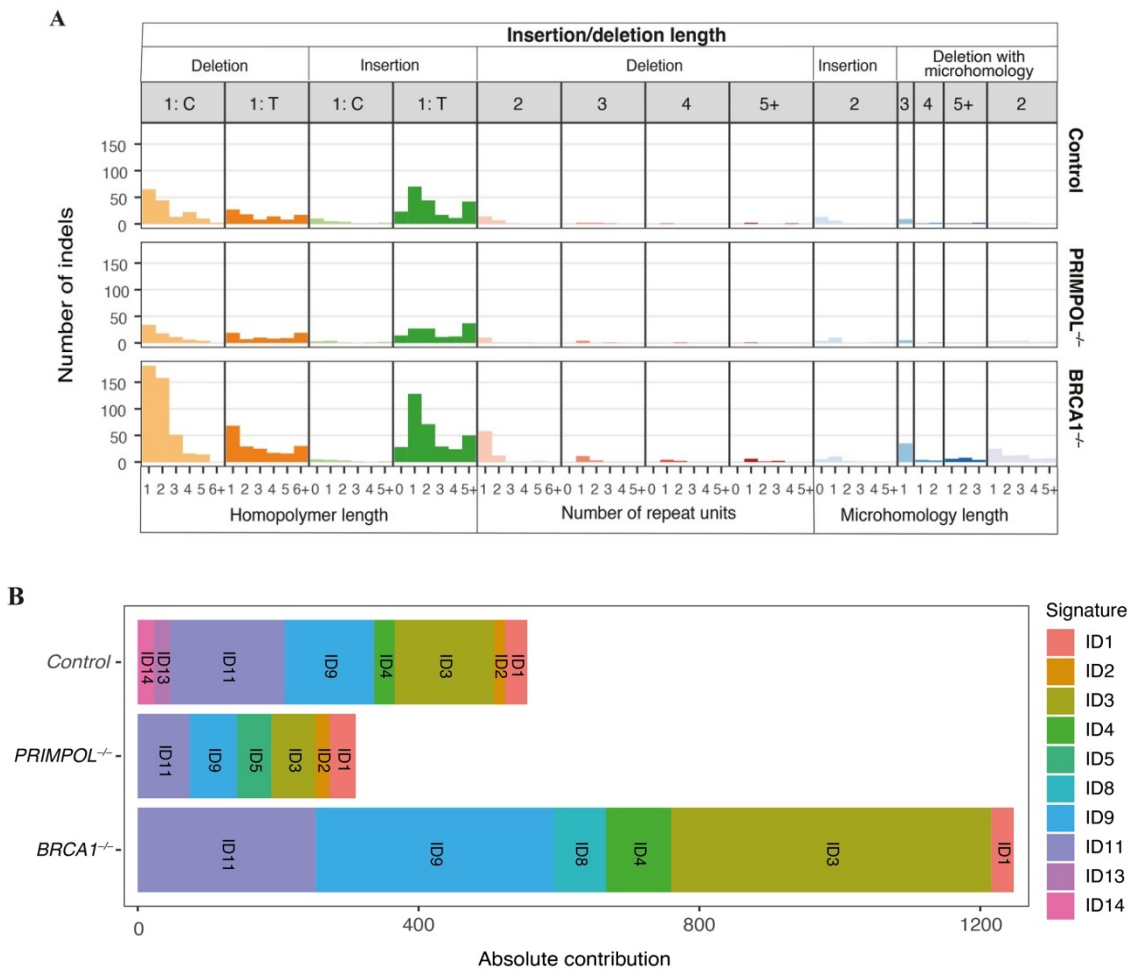 A
Insertion/deletion length
Deletion Insertion Deletion Insertion Deletion with microhomology
1: C 1: T 1: C 1: T 2 3 4 5+ 2 3 4 5+ 2
Number of indels
150
100
50
0
Control
150
100
50
0
PRIMPOL–/–
150
100
50
0
BRCA1–/–
1 2 3 4 5 6+ 1 2 3 4 5 6+ 0 1 2 3 4 5+ 0 1 2 3 4 5+ 1 2 3 4 5 6+ 1 2 3 4 5 6+ 0 1 2 3 4 5+ 0 1 2 3 4 5+ 0 1 2 3 4 5+ 1 1 2 1 2 3 1 2 3 4 5+
Homopolymer length Number of repeat units Microhomology length
B
Control
ID14 ID13 ID11 ID9 ID4 ID3 ID2 ID1
PRIMPOL–/–
ID11 ID9 ID5 ID3 ID2 ID1
BRCA1–/–
ID11 ID9 ID8 ID4 ID3 ID1
0 400 800 1200
Absolute contribution
Signature
ID1
ID2
ID3
ID4
ID5
ID8
ID9
ID11
ID13
ID14